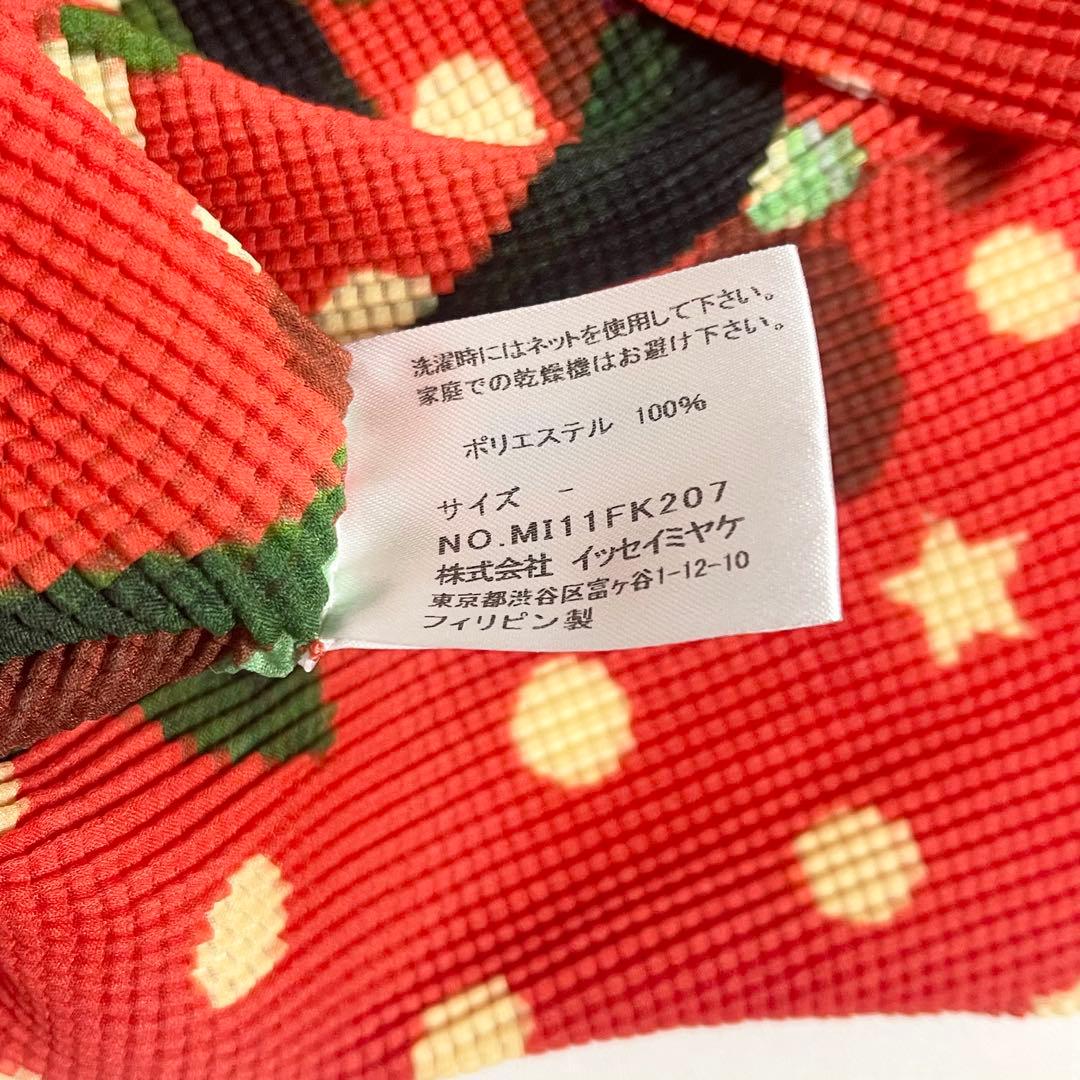 洗濯時にはネットを使用して下さい。
家庭での乾燥機はお避け下さい。
ポリエステル 100%
サイズ -
NO.MI11FK207
株式会社 イッセイミヤケ
東京都渋谷区富ヶ谷1-12-10
フィリピン製